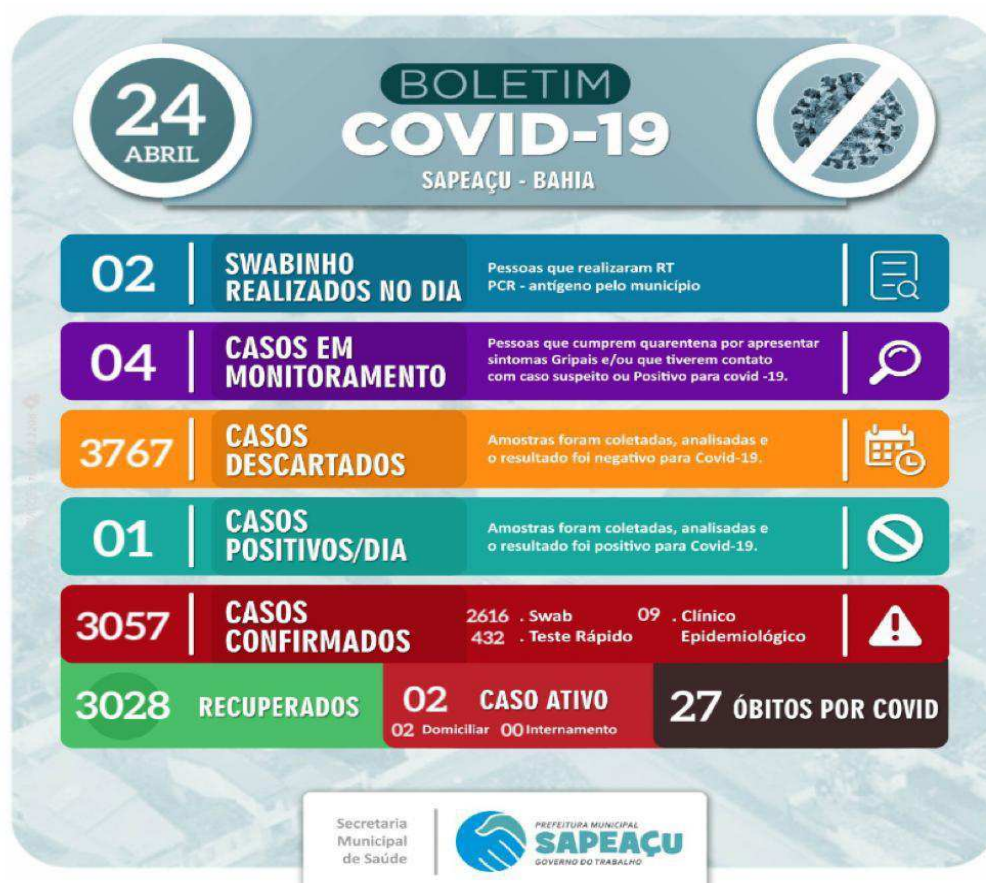 24
ABRIL
BOLETIM
COVID-19
SAPEAÇU - BAHIA
02
SWABINHO
REALIZADOS NO DIA
Pessoas que realizaram RT
PCR - antígeno pelo município
04
CASOS EM
MONITORAMENTO
Pessoas que cumprem quarentena por apresentar
sintomas Gripais e/ou que tiverem contato
com caso suspeito ou Positivo para covid -19.
3767
CASOS
DESCARTADOS
Amostras foram coletadas, analisadas e
o resultado foi negativo para Covid-19.
01
CASOS
POSITIVOS/DIA
Amostras foram coletadas, analisadas e
o resultado foi positivo para Covid-19.
3057
CASOS
CONFIRMADOS
2616 . Swab
432 . Teste Rápido
09 . Clínico
Epidemiológico
3028 RECUPERADOS
02 CASO ATIVO
02 Domiciliar 00 Internamento
27 ÓBITOS POR COVID
Secretaria
Municipal
de Saúde
PREFEITURA MUNICIPAL
SAPEAÇU
GOVERNO DO TRABALHO